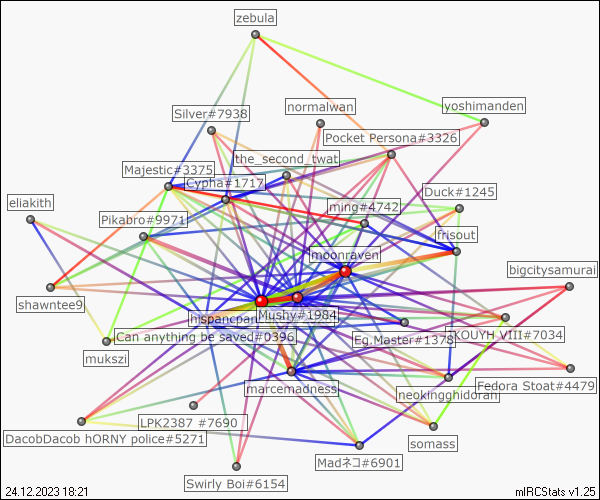 zebula
normalwan
yoshimanden
Silver#7938
Pocket Persona#3326
the_second_twat
Majestic#3375
Cypha#1717
Duck#1245
eliakith
ming#4742
Pikabro#9971
frisout
moonraven
bigcitysamurai
shawntee9
Mushy#1984
Can anything be saved#0396
Eg.Master#1378
VIII#7034
mukszi
marcemadness
neokingghidoran
Fedora Stoat#4479
LPK2387 #7690
DacobDacob hORNY police#5271
somass
Madネコ#6901
Swirly Boi#6154
24.12.2023 18:21
mIRCStats v1.25